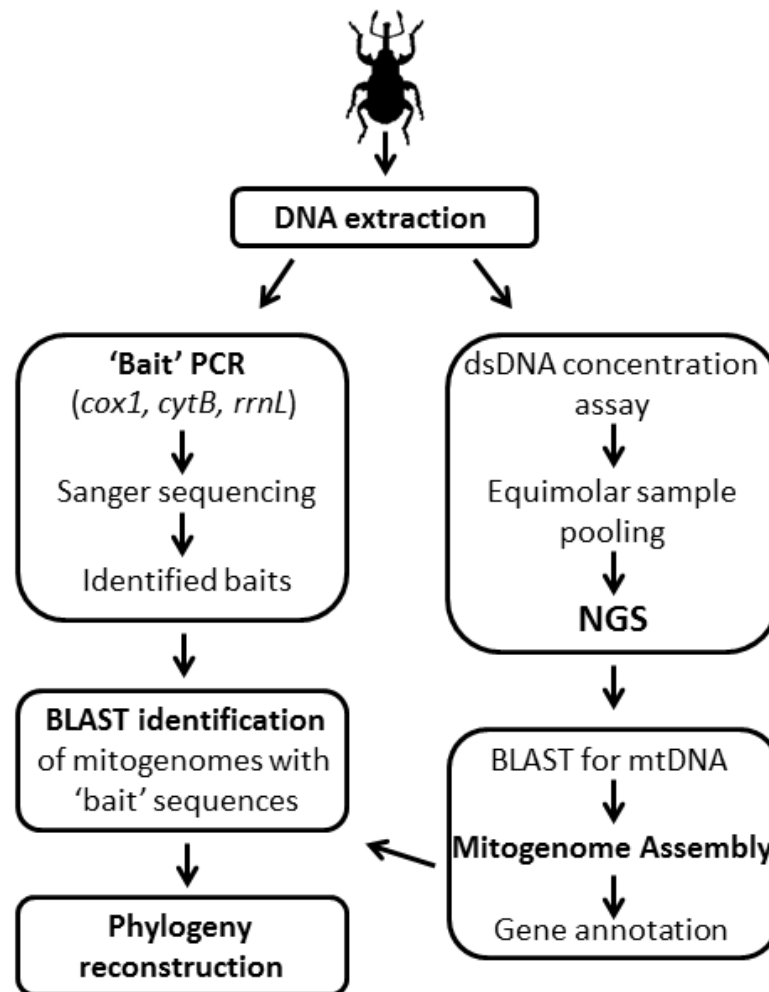 DNA extraction
‘Bait’ PCR
(cox1, cytB, rrnL)
Sanger sequencing
Identified baits
dsDNA concentration
assay
Equimolar sample
pooling
NGS
BLAST identification
of mitogenomes with
‘bait’ sequences
BLAST for mtDNA
Mitogenome Assembly
Gene annotation
Phylogeny
reconstruction